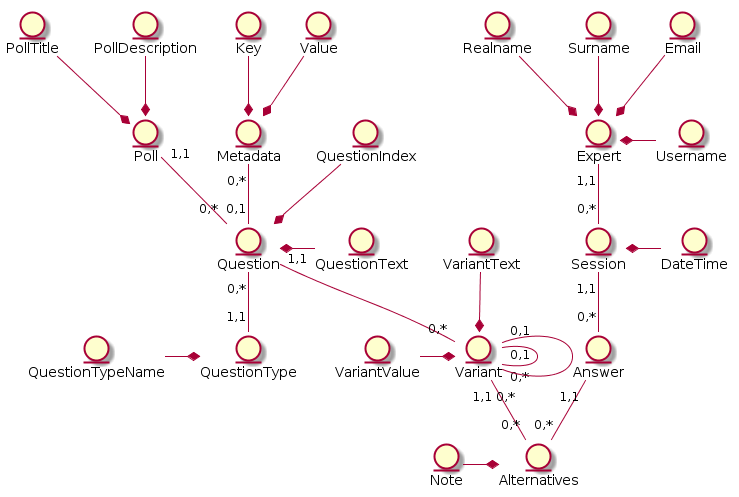 PollTitle PollDescription Key Value Realname Surname Email
Poll Metadata QuestionIndex Expert Username
1,1
0,* 1,1
0,* 0,1 0,*
Question QuestionText VariantText Session DateTime
1,1
0,* 1,1
1,1 0,* 0,*
0,1
0,1
QuestionTypeName QuestionType VariantValue Variant Answer
0,*
1,1 0,* 1,1
0,* 0,*
Note Alternatives